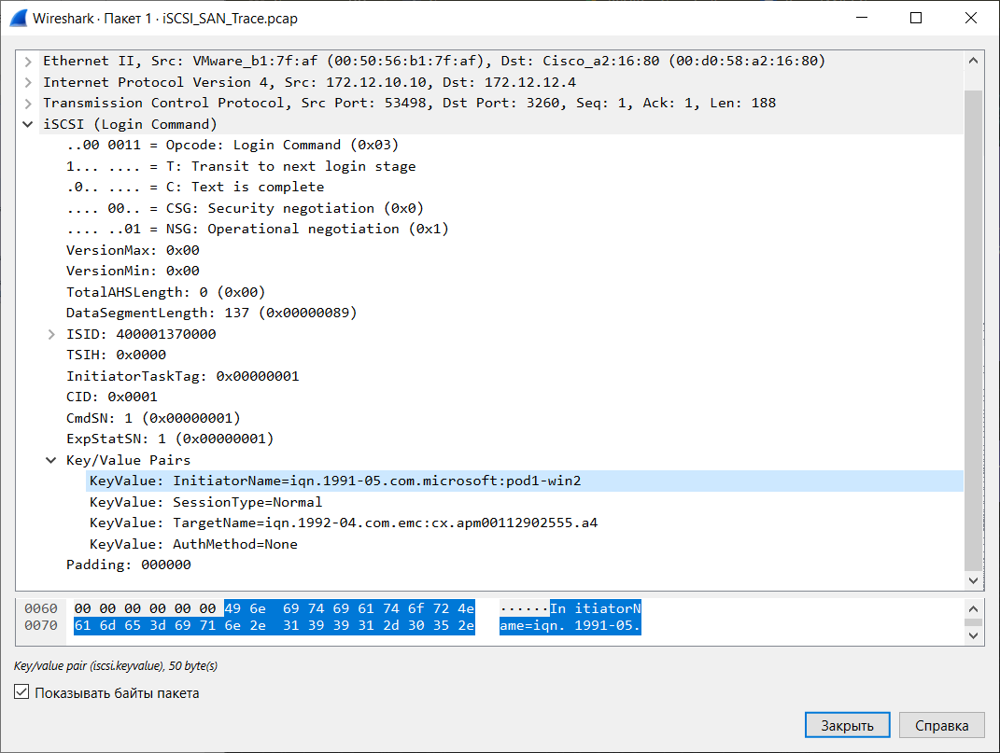 Wireshark · Пакет 1 · iSCSI_SAN_Trace.pcap
Ethernet II, Src: VMware_b1:7f:af (00:50:56:b1:7f:af), Dst: Cisco_a2:16:80 (00:d0:58:a2:16:80)
Internet Protocol Version 4, Src: 172.12.10.10, Dst: 172.12.12.4
Transmission Control Protocol, Src Port: 53498, Dst Port: 3260, Seq: 1, Ack: 1, Len: 188
iSCSI (Login Command)
..00 0011 = Opcode: Login Command (0x03)
1... .... = T: Transit to next login stage
.0.. .... = C: Text is complete
.... 00.. = CSG: Security negotiation (0x0)
.... ..01 = NSG: Operational negotiation (0x1)
VersionMax: 0x00
VersionMin: 0x00
TotalAHSLength: 0 (0x00)
DataSegmentLength: 137 (0x00000089)
ISID: 400001370000
TSIH: 0x0000
InitiatorTaskTag: 0x00000001
CID: 0x0001
CmdSN: 1 (0x00000001)
ExpStatSN: 1 (0x00000001)
Key/Value Pairs
KeyValue: InitiatorName=iqn.1991-05.com.microsoft:pod1-win2
KeyValue: SessionType=Normal
KeyValue: TargetName=iqn.1992-04.com.emc:cx.apm00112902555.a4
KeyValue: AuthMethod=None
Padding: 000000
0060 00 00 00 00 00 00 49 6e 69 74 69 61 74 6f 72 4e ······In itiatorN
0070 61 6d 65 3d 69 71 6e 2e 31 39 39 31 2d 30 35 2e ame=iqn. 1991-05.
Key/value pair (iscsi.keyvalue), 50 byte(s)
Показывать байты пакета
Закрыть Справка